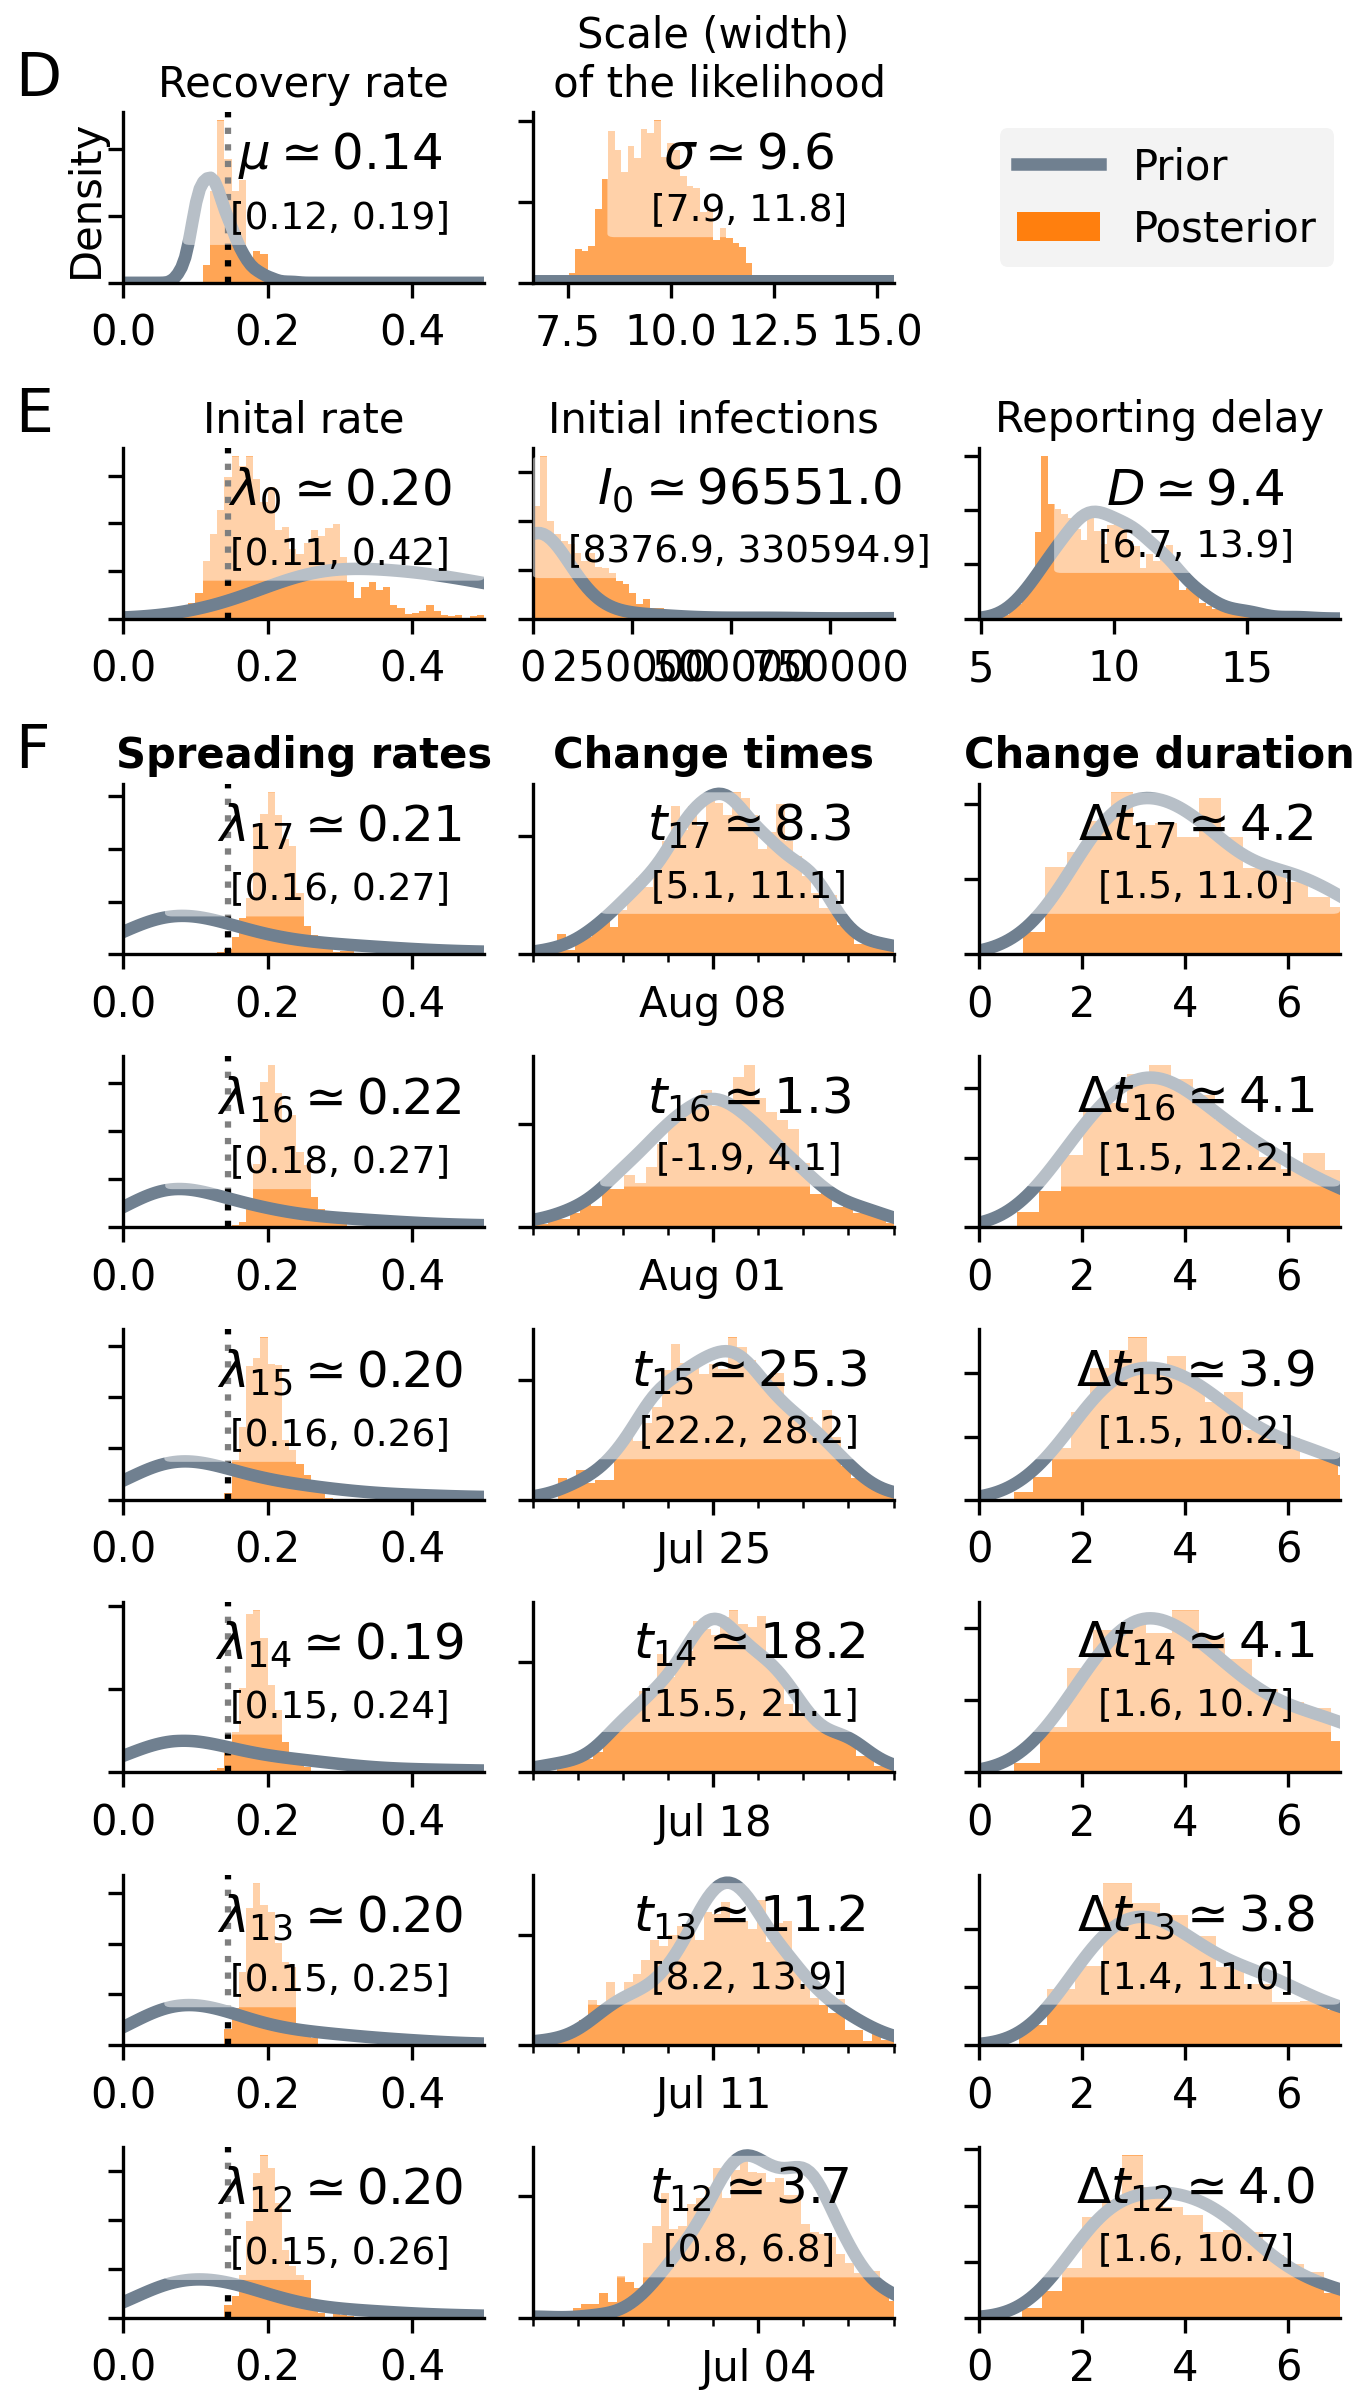 D
Recovery rate
Scale (width)
of the likelihood
Density
μ ≃ 0.14
[0.12, 0.19]
σ ≃ 9.6
[7.9, 11.8]
Prior
Posterior
0.0 0.2 0.4
7.5 10.0 12.5 15.0
E
Inital rate
Initial infections
Reporting delay
λ0 ≃ 0.20
[0.11, 0.42]
I0 ≃ 96551.0
[8376.9, 330594.9]
D ≃ 9.4
[6.7, 13.9]
0.0 0.2 0.4
0 250000 500000 750000
5 10 15
F
Spreading rates
Change times
Change duration
λ17 ≃ 0.21
[0.16, 0.27]
t17 ≃ 8.3
[5.1, 11.1]
Δt17 ≃ 4.2
[1.5, 11.0]
0.0 0.2 0.4
Aug 08
0 2 4 6
λ16 ≃ 0.22
[0.18, 0.27]
t16 ≃ 1.3
[-1.9, 4.1]
Δt16 ≃ 4.1
[1.5, 12.2]
0.0 0.2 0.4
Aug 01
0 2 4 6
λ15 ≃ 0.20
[0.16, 0.26]
t15 ≃ 25.3
[22.2, 28.2]
Δt15 ≃ 3.9
[1.5, 10.2]
0.0 0.2 0.4
Jul 25
0 2 4 6
λ14 ≃ 0.19
[0.15, 0.24]
t14 ≃ 18.2
[15.5, 21.1]
Δt14 ≃ 4.1
[1.6, 10.7]
0.0 0.2 0.4
Jul 18
0 2 4 6
λ13 ≃ 0.20
[0.15, 0.25]
t13 ≃ 11.2
[8.2, 13.9]
Δt13 ≃ 3.8
[1.4, 11.0]
0.0 0.2 0.4
Jul 11
0 2 4 6
λ12 ≃ 0.20
[0.15, 0.26]
t12 ≃ 3.7
[0.8, 6.8]
Δt12 ≃ 4.0
[1.6, 10.7]
0.0 0.2 0.4
Jul 04
0 2 4 6